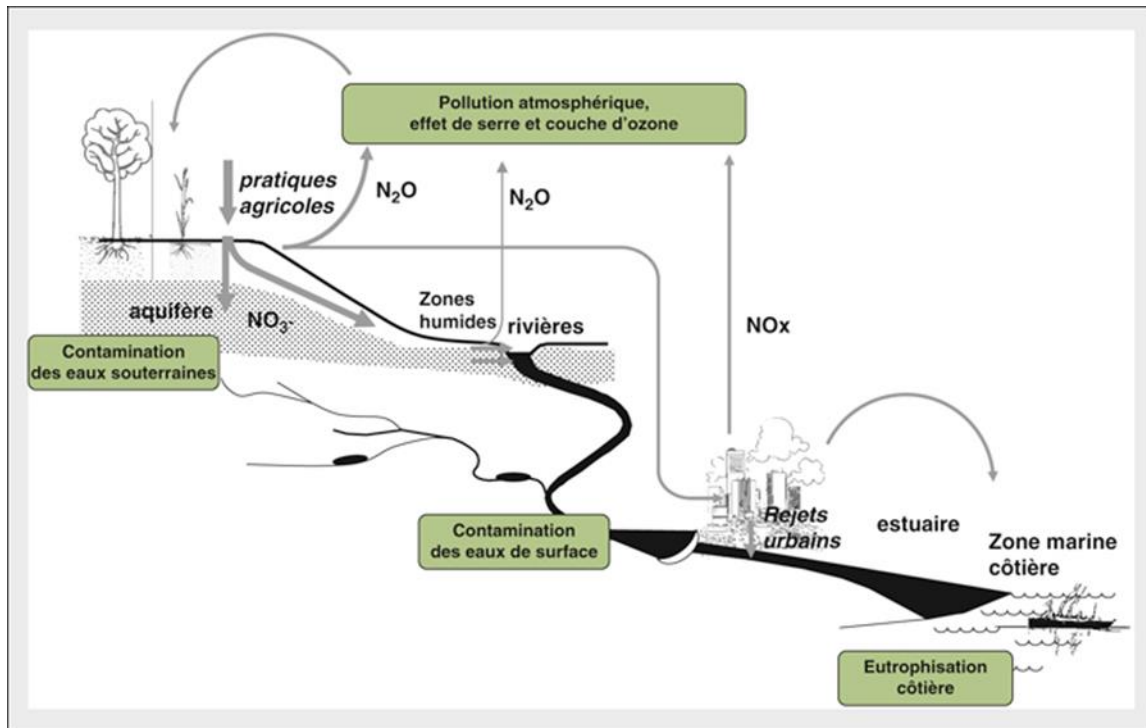 Pollution atmosphérique,
effet de serre et couche d'ozone
pratiques
agricoles
N₂O
N₂O
Zones
humides
rivières
aquifère
NO₃-
NOx
Contamination
des eaux souterraines
Contamination
des eaux de surface
Rejets
urbains
estuaire
Zone marine
côtière
Eutrophisation
côtière